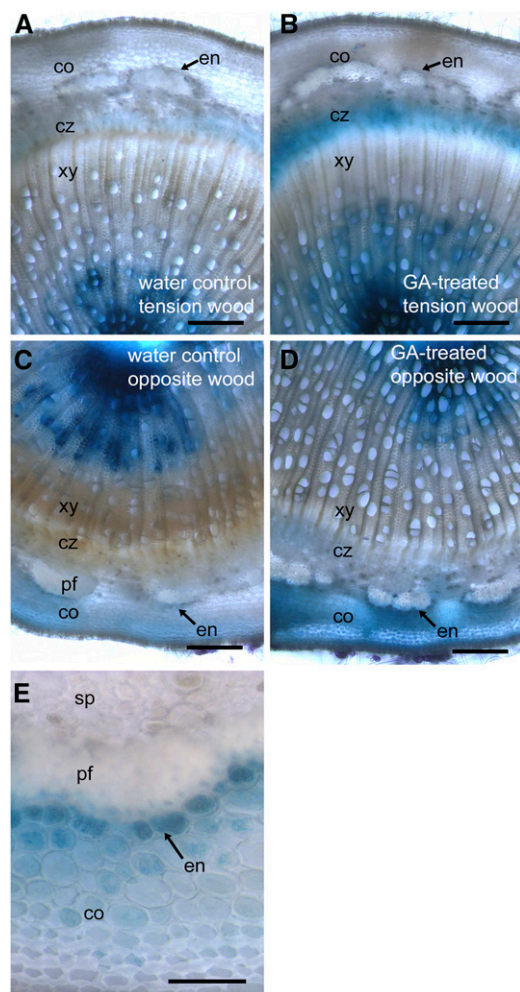 A
co
en
cz
xy
water control
tension wood
B
co
en
cz
xy
GA-treated
tension wood
C
water control
opposite wood
xy
cz
pf
co
en
D
GA-treated
opposite wood
xy
cz
co
en
E
sp
pf
en
co